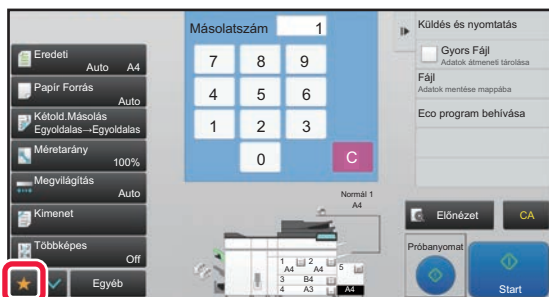 Eredeti
Auto A4
Papír Forrás
Auto
Kétold.Másolás
Egyoldalas→Egyoldalas
Méretarány
100%
Megvilágítás
Auto
Kimenet
Többképes
Off
Egyéb
Másolatszám 1
7 8 9
4 5 6
1 2 3
0 C
Normál 1
A4
1 A4 2 A4 5
3 B4
4 A3 A4
Küldés és nyomtatás
Gyors Fájl
Adatok átmeneti tárolása
Fájl
Adatok mentése mappába
Eco program behívása
Előnézet CA
Próbanyomat
Start